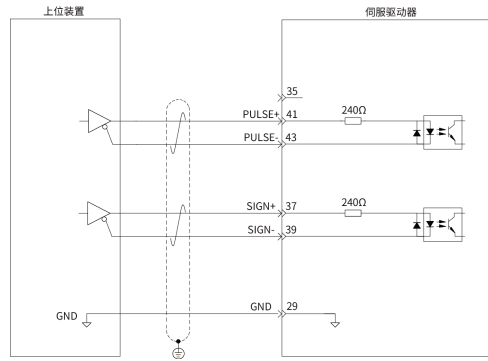 上位装置
伺服驱动器
35
PULSE+ 41 240Ω
PULSE- 43
SIGN+ 37 240Ω
SIGN- 39
GND GND 29